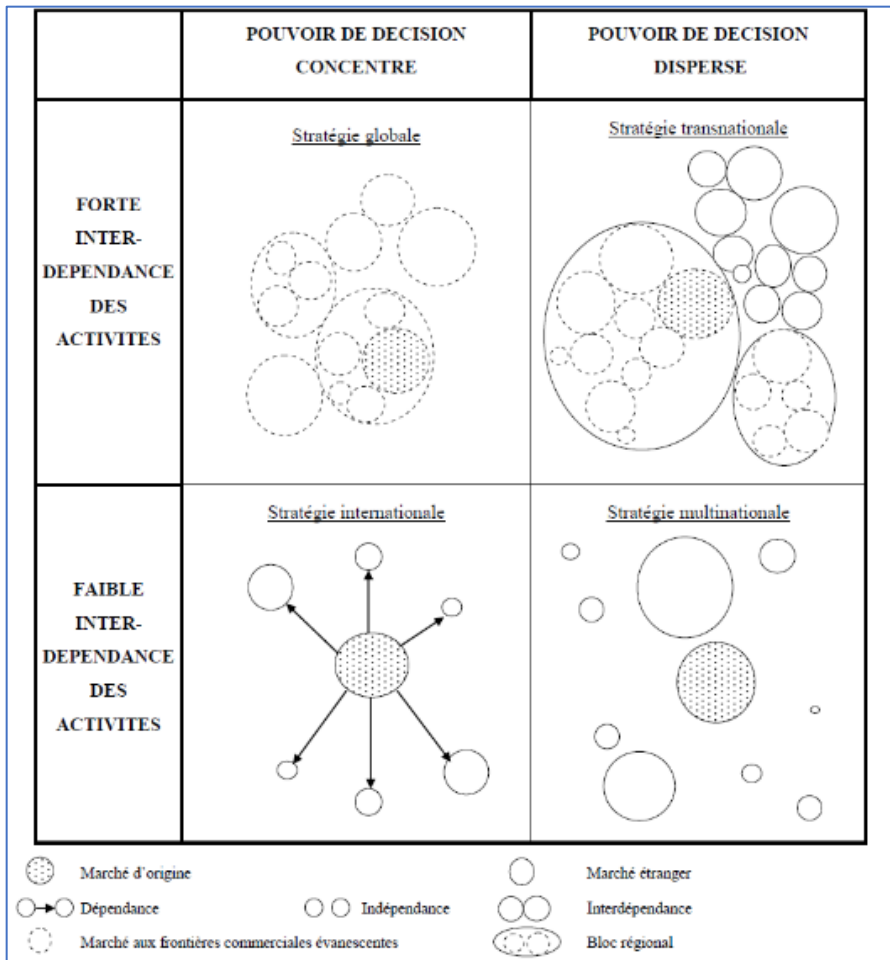 POUVOIR DE DECISION
CONCENTRE
POUVOIR DE DECISION
DISPERSE
FORTE
INTER-
DEPENDANCE
DES
ACTIVITES
Stratégie globale
Stratégie transnationale
FAIBLE
INTER-
DEPENDANCE
DES
ACTIVITES
Stratégie internationale
Stratégie multinationale
Marché d'origine
Marché étranger
Dépendance
Indépendance
Interdépendance
Marché aux frontières commerciales évanescentes
Bloc régional